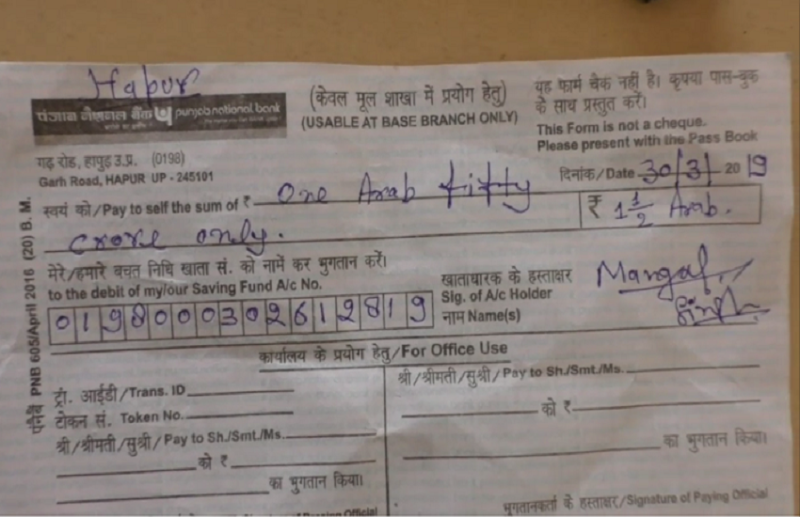 Hapur
पंजाब नैशनल बैंक punjab national bank
(केवल मूल शाखा में प्रयोग हेतु)
(USABLE AT BASE BRANCH ONLY)
यह फार्म चेक नहीं है। कृपया पास-बुक
के साथ प्रस्तुत करें।
This Form is not a cheque.
Please present with the Pass Book
गढ़ रोड, हापुड़ उ.प्र. (0198)
Garh Road, HAPUR UP - 245101
दिनांक/Date 30/3/ 2019
स्वयं को/Pay to self the sum of ₹ One Arab fifty
₹ 1 1/2 Arab.
crore only.
मेरे/हमारे बचत निधि खाता सं. को नामें कर भुगतान करें।
to the debit of my/our Saving Fund A/c No.
0198000302612819
खाताधारक के हस्ताक्षर
Sig. of A/c Holder
नाम Name(s)
Mangal
Singh
पीएनबी PNB 605/April 2016 (20) B. M.
कार्यालय के प्रयोग हेतु/For Office Use
ट्रां. आईडी/Trans. ID
टोकन सं. Token No.
श्री/श्रीमती/सुश्री/Pay to Sh./Smt./Ms.
को ₹
का भुगतान किया।
श्री/श्रीमती/सुश्री/Pay to Sh./Smt./Ms.
को ₹
का भुगतान किया।
भुगतानकर्ता के हस्ताक्षर/Signature of Paying Official